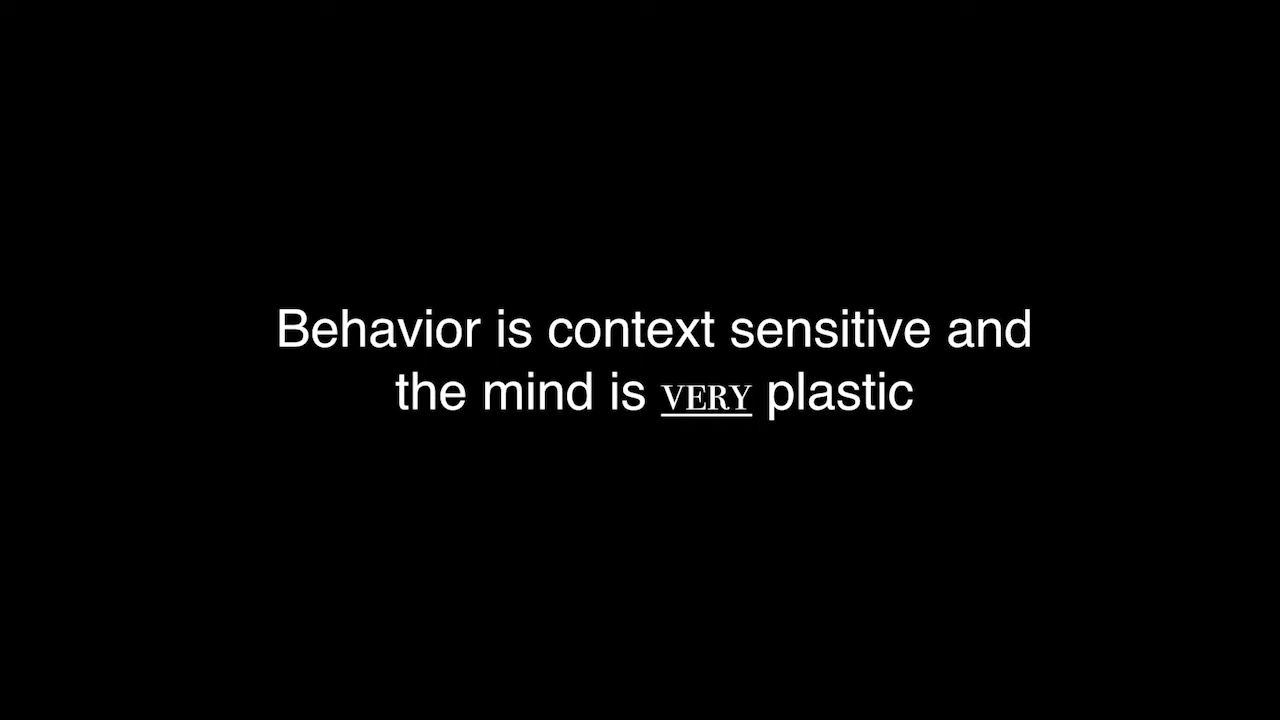 Behavior is context sensitive and
the mind is VERY plastic